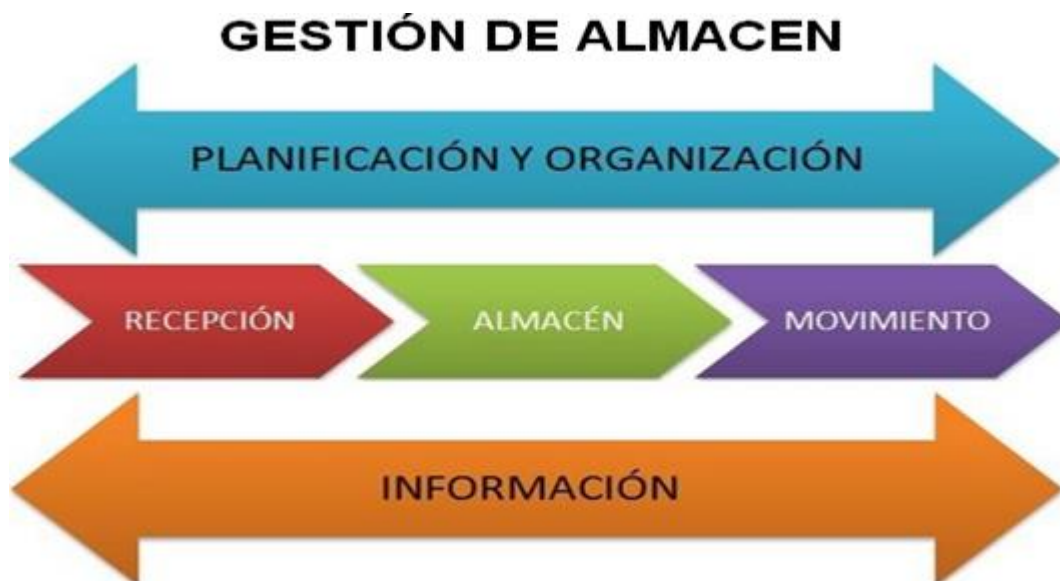 GESTIÓN DE ALMACEN
PLANIFICACIÓN Y ORGANIZACIÓN
RECEPCIÓN
ALMACÉN
MOVIMIENTO
INFORMACIÓN